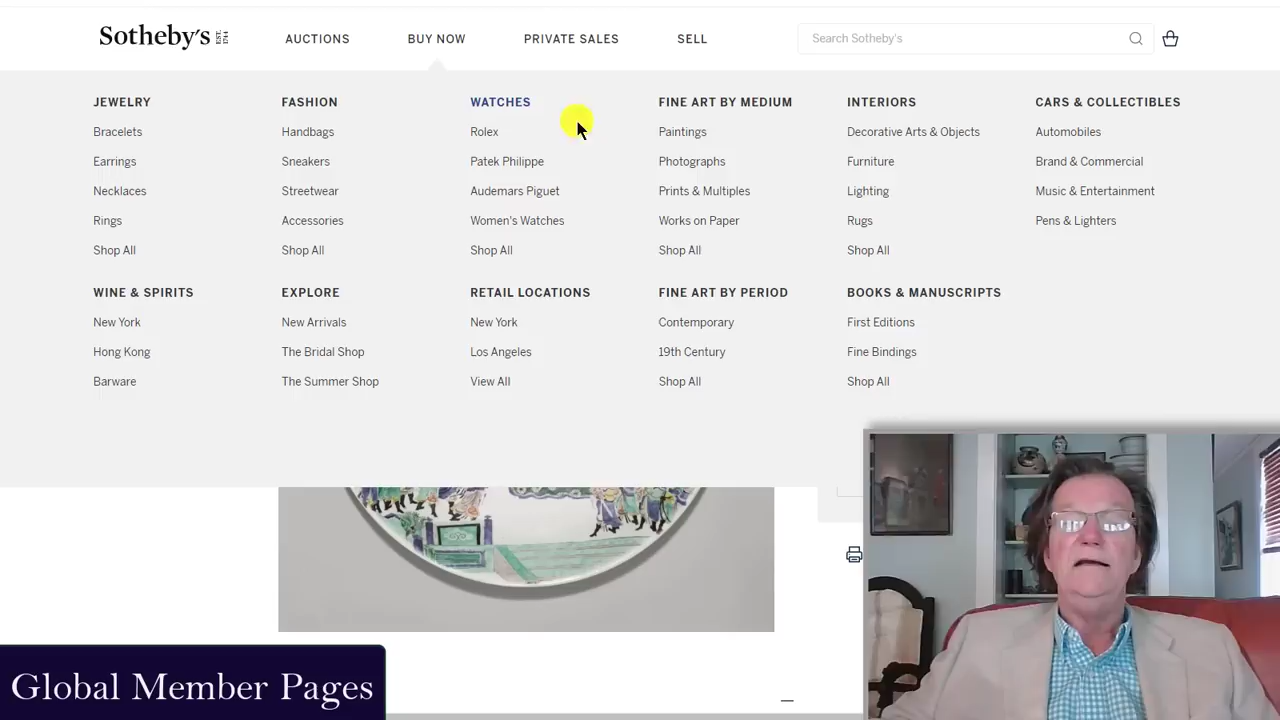 Sotheby's EST. 1744
AUCTIONS
BUY NOW
PRIVATE SALES
SELL
Search Sotheby's
JEWELRY
Bracelets
Earrings
Necklaces
Rings
Shop All
FASHION
Handbags
Sneakers
Streetwear
Accessories
Shop All
WATCHES
Rolex
Patek Philippe
Audemars Piguet
Women's Watches
Shop All
FINE ART BY MEDIUM
Paintings
Photographs
Prints & Multiples
Works on Paper
Shop All
INTERIORS
Decorative Arts & Objects
Furniture
Lighting
Rugs
Shop All
CARS & COLLECTIBLES
Automobiles
Brand & Commercial
Music & Entertainment
Pens & Lighters
WINE & SPIRITS
New York
Hong Kong
Barware
EXPLORE
New Arrivals
The Bridal Shop
The Summer Shop
RETAIL LOCATIONS
New York
Los Angeles
View All
FINE ART BY PERIOD
Contemporary
19th Century
Shop All
BOOKS & MANUSCRIPTS
First Editions
Fine Bindings
Shop All
Global Member Pages